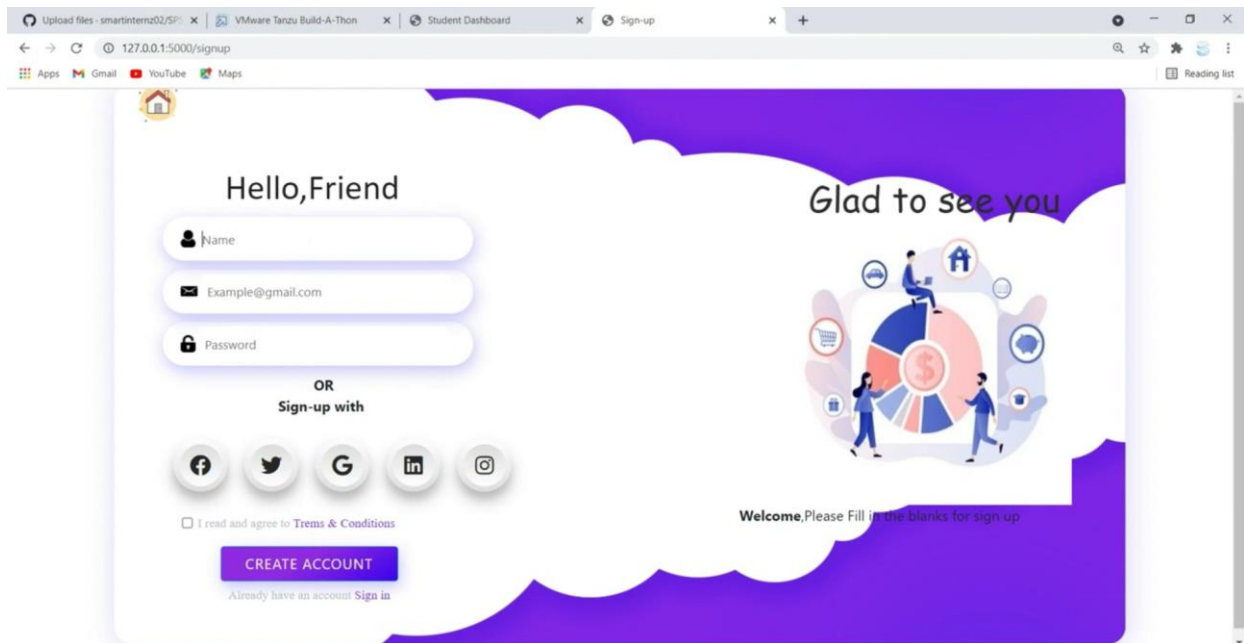 Upload files - smartinternz02/SPS
VMware Tanzu Build-A-Thon
Student Dashboard
Sign-up
127.0.0.1:5000/signup
Apps
Gmail
YouTube
Maps
Reading list
Hello,Friend
Name
Example@gmail.com
Password
OR
Sign-up with
I read and agree to Trems & Conditions
CREATE ACCOUNT
Already have an account Sign in
Glad to see you
Welcome,Please Fill in the blanks for sign up